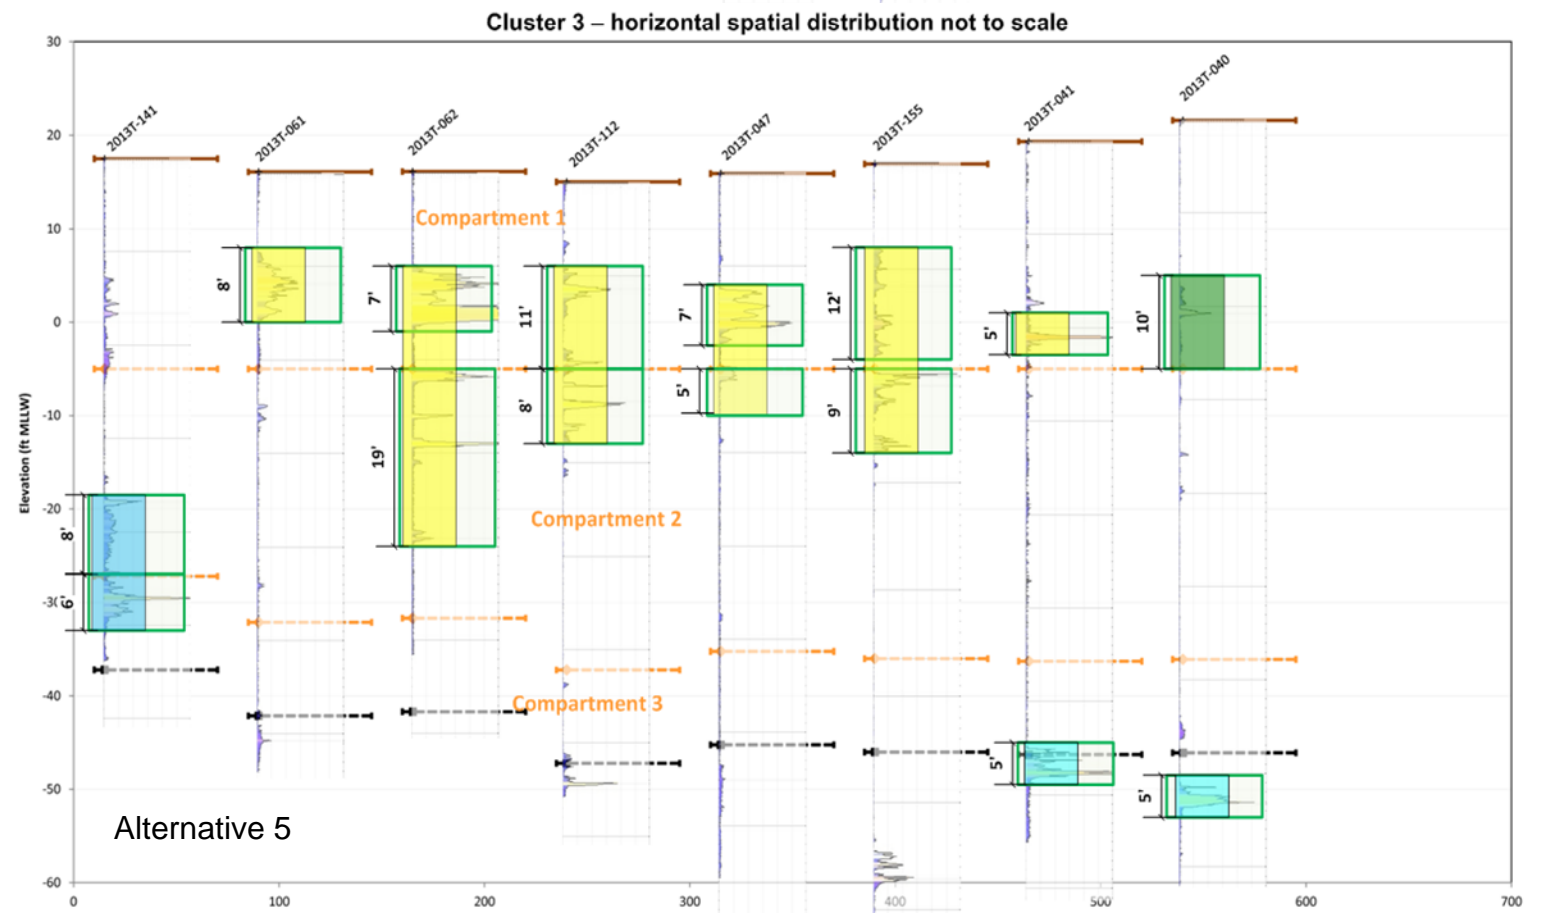 Cluster 3 – horizontal spatial distribution not to scale
30
20
10
0
-10
-20
-30
-40
-50
-60
Elevation (ft MLLW)
2013T-141
2013T-061
2013T-062
2013T-112
2013T-047
2013T-155
2013T-041
2013T-040
Compartment 1
8'
7'
11'
7'
12'
5'
10'
19'
8'
5'
9'
Compartment 2
8'
6'
Compartment 3
5'
5'
Alternative 5
0
100
200
300
400
500
600
700